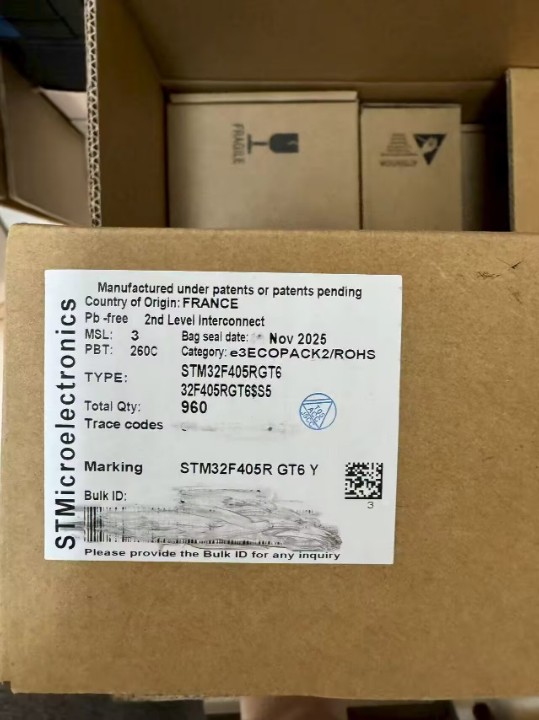 FRAGILE
ATTENTION
STMicroelectronics
Manufactured under patents or patents pending
Country of Origin: FRANCE
Pb -free 2nd Level Interconnect
MSL: 3 Bag seal date: Nov 2025
PBT: 260C Category: e3ECOPACK2/ROHS
TYPE: STM32F405RGT6
32F405RGT6$S5
Total Qty: 960
Trace codes
Marking STM32F405R GT6 Y
Bulk ID:
3
Please provide the Bulk ID for any inquiry